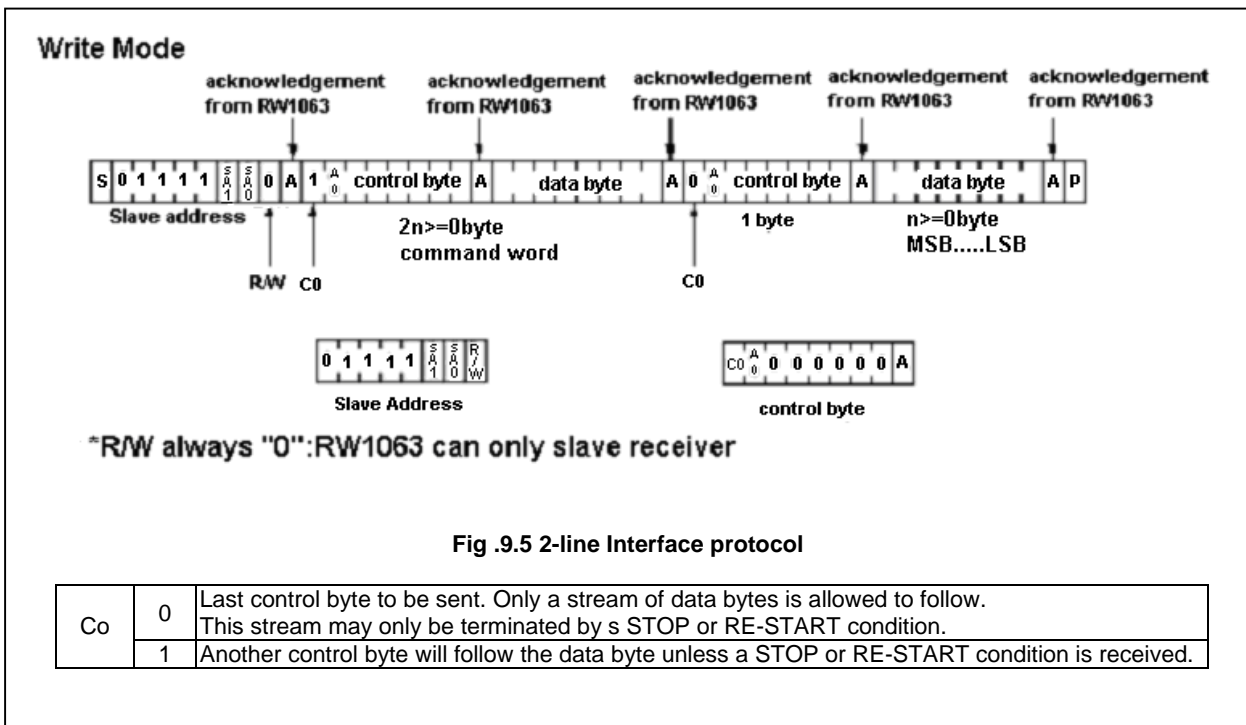 Write Mode
acknowledgement acknowledgement acknowledgement acknowledgement acknowledgement
from RW1063 from RW1063 from RW1063 from RW1063 from RW1063
S 0 1 1 1 1 SA1 SA0 0 A 1 A0 control byte A data byte A 0 A0 control byte A data byte A P
Slave address
2n>=0byte
command word
1 byte
n>=0byte
MSB.....LSB
R/W C0
C0
0 1 1 1 1 SA1 SA0 R/W
Slave Address
C0 A0 0 0 0 0 0 0 A
control byte
*R/W always "0":RW1063 can only slave receiver
Fig .9.5 2-line Interface protocol
Co
0 Last control byte to be sent. Only a stream of data bytes is allowed to follow.
This stream may only be terminated by s STOP or RE-START condition.
1 Another control byte will follow the data byte unless a STOP or RE-START condition is received.